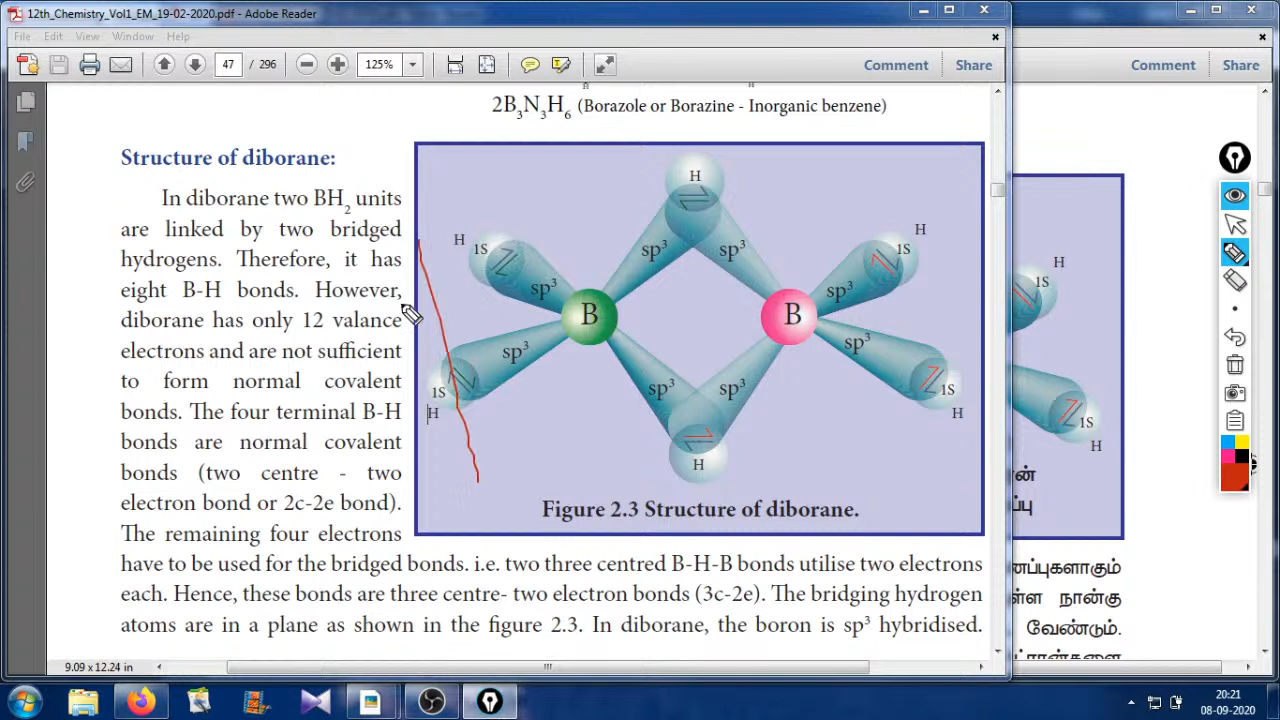 12th_Chemistry_Vol1_EM_19-02-2020.pdf - Adobe Reader
File Edit View Window Help
47 / 296 125% Comment Share
Comment Share
2B3N3H6 (Borazole or Borazine - Inorganic benzene)
Structure of diborane:
In diborane two BH2 units
are linked by two bridged
hydrogens. Therefore, it has
eight B-H bonds. However,
diborane has only 12 valance
electrons and are not sufficient
to form normal covalent
bonds. The four terminal B-H
bonds are normal covalent
bonds (two centre - two
electron bond or 2c-2e bond).
The remaining four electrons
have to be used for the bridged bonds. i.e. two three centred B-H-B bonds utilise two electrons
each. Hence, these bonds are three centre- two electron bonds (3c-2e). The bridging hydrogen
atoms are in a plane as shown in the figure 2.3. In diborane, the boron is sp3 hybridised.
H
H 1S 1S H
sp3 sp3 sp3 sp3
B B
sp3 sp3
1S sp3 sp3 1S
H H
H
Figure 2.3 Structure of diborane.
H
1S
1S
H
வேண்டும்.
9.09 x 12.24 in
20:21
08-09-2020